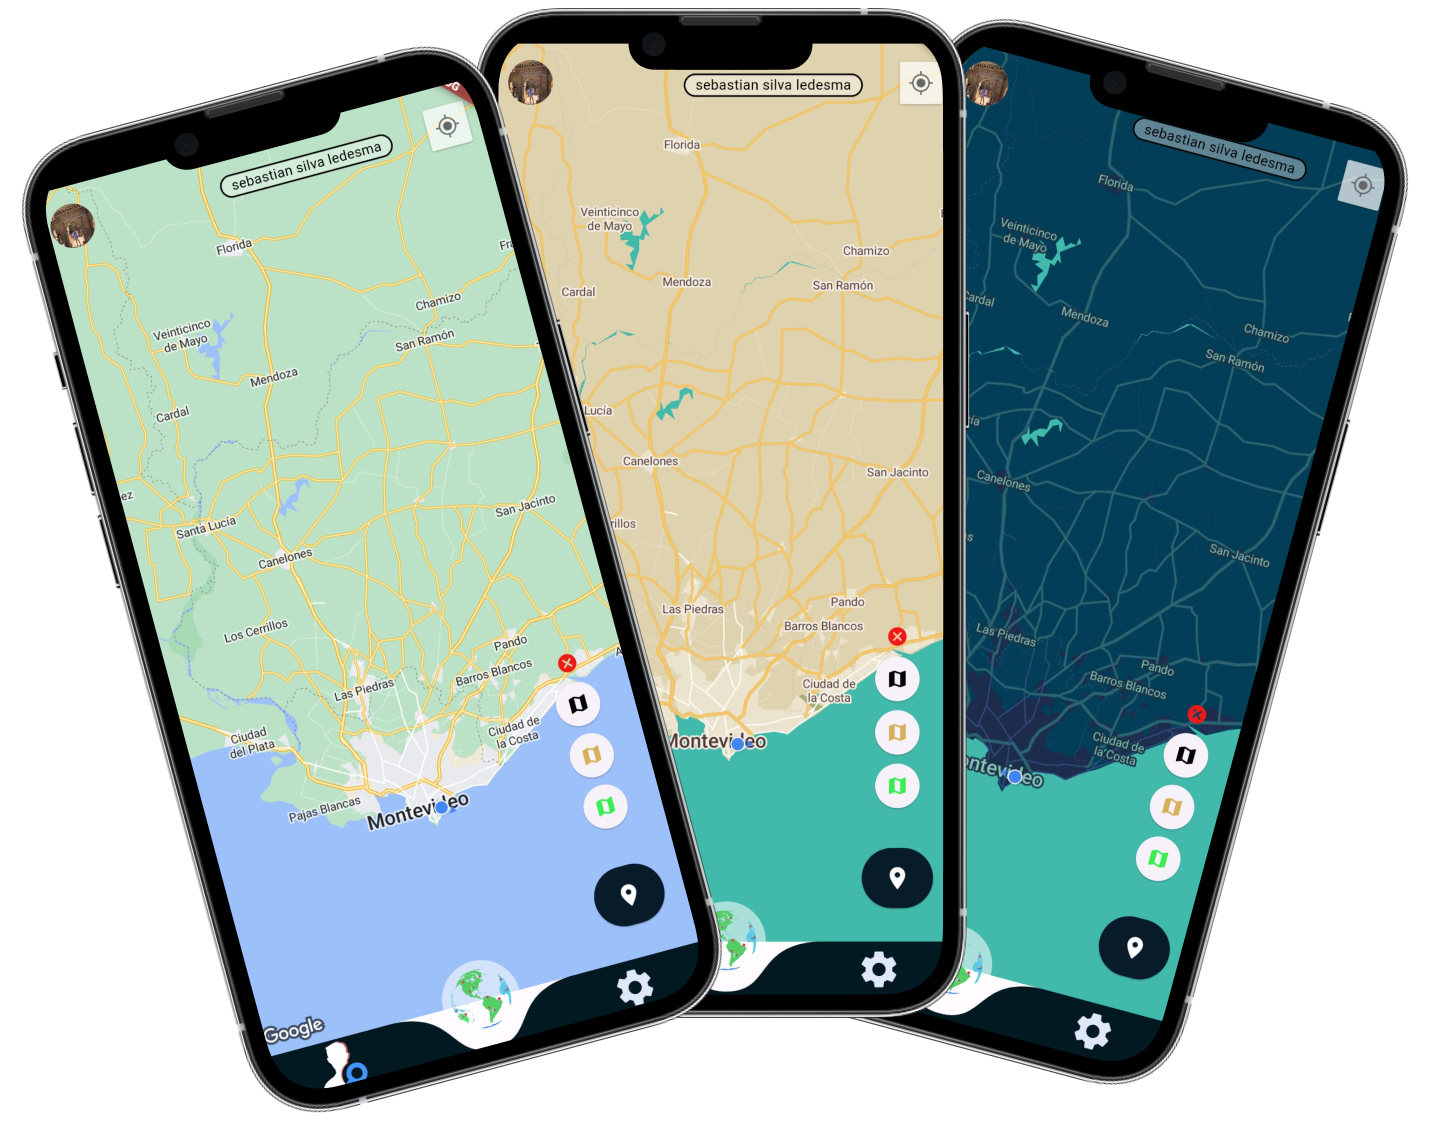 sebastian silva ledesma
Florida
Veinticinco
de Mayo
Mendoza
Cardal
Chamizo
San Ramón
Santa Lucía
Canelones
San Jacinto
Los Cerrillos
Las Piedras
Pando
Barros Blancos
Ciudad
del Plata
Ciudad de
la Costa
Pajas Blancas
Montevideo
Google
sebastian silva ledesma
Florida
Veinticinco
de Mayo
Chamizo
Mendoza
San Ramón
Cardal
Lucía
Canelones
San Jacinto
rillos
Las Piedras
Pando
Barros Blancos
Ciudad de
la Costa
Montevideo
sebastian silva ledesma
Florida
Veinticinco
de Mayo
Cardal
Mendoza
Chamizo
San Ramón
Canelones
San Jacinto
Las Piedras
Pando
Barros Blancos
Ciudad de
la Costa
ontevideo